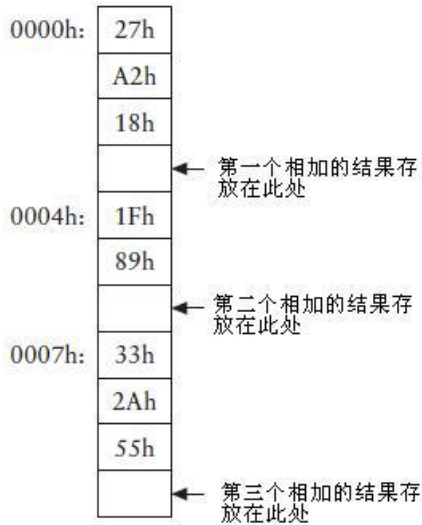 0000h: 27h
A2h
18h
第一个相加的结果存
放在此处
0004h: 1Fh
89h
第二个相加的结果存
放在此处
0007h: 33h
2Ah
55h
第三个相加的结果存
放在此处